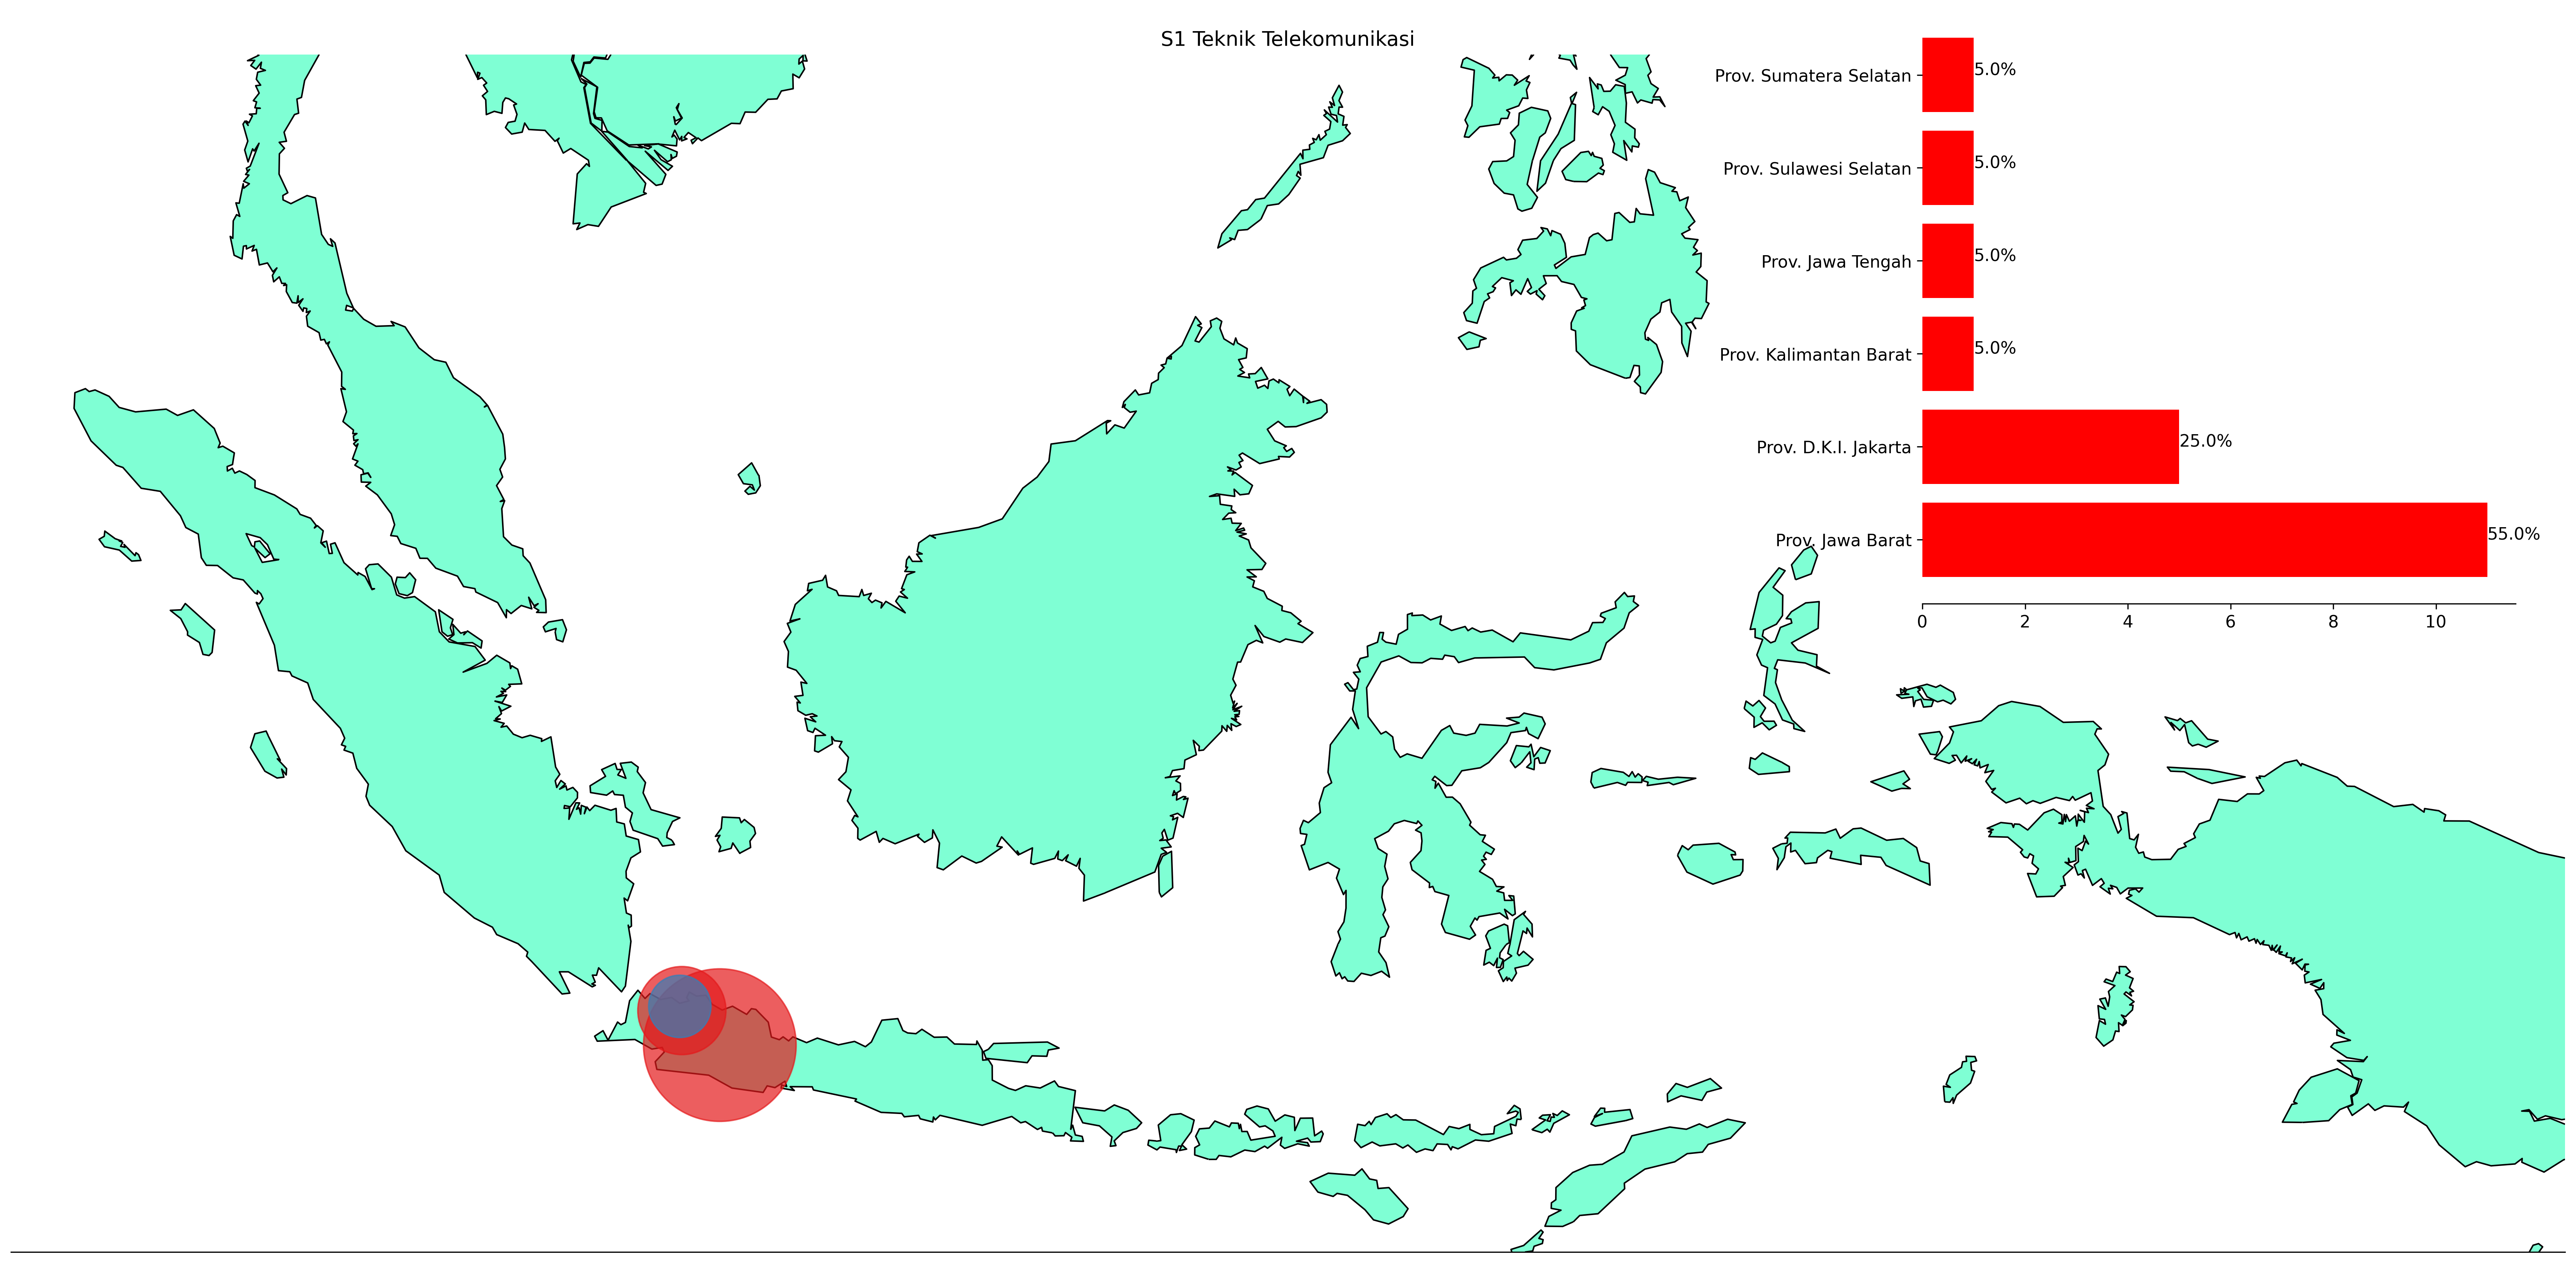 S1 Teknik Telekomunikasi
Prov. Sumatera Selatan 5.0%
Prov. Sulawesi Selatan 5.0%
Prov. Jawa Tengah 5.0%
Prov. Kalimantan Barat 5.0%
Prov. D.K.I. Jakarta 25.0%
Prov. Jawa Barat 55.0%
0 2 4 6 8 10